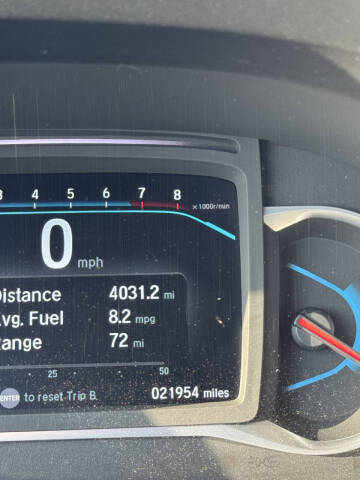 3 4 5 6 7 8 x1000r/min
0 mph
Distance 4031.2 mi
Avg. Fuel 8.2 mpg
Range 72 mi
25 50
ENTER to reset Trip B.
021954 miles